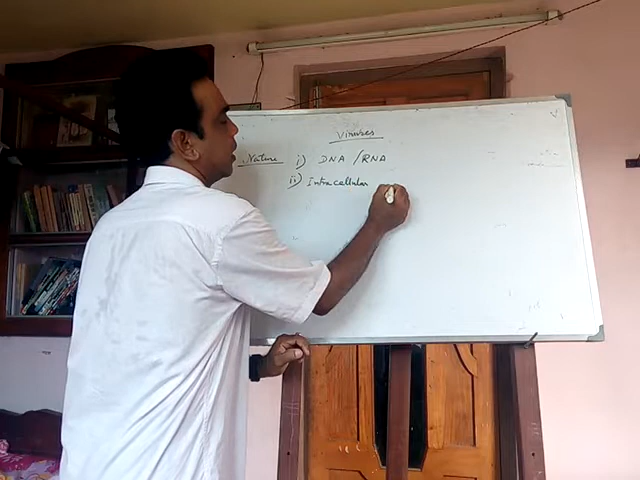 Viruses
Nature i) DNA / RNA
ii) Intracellular